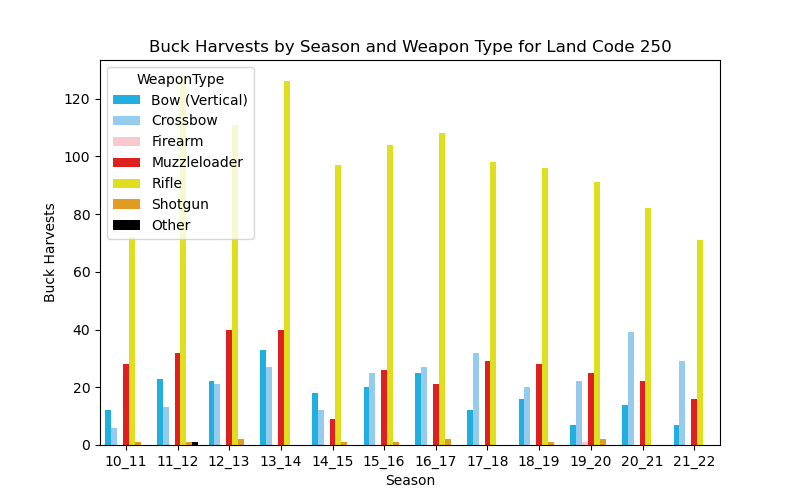 Buck Harvests by Season and Weapon Type for Land Code 250
WeaponType
Bow (Vertical)
Crossbow
Firearm
Muzzleloader
Rifle
Shotgun
Other
Buck Harvests
120
100
80
60
40
20
0
10_11 11_12 12_13 13_14 14_15 15_16 16_17 17_18 18_19 19_20 20_21 21_22
Season